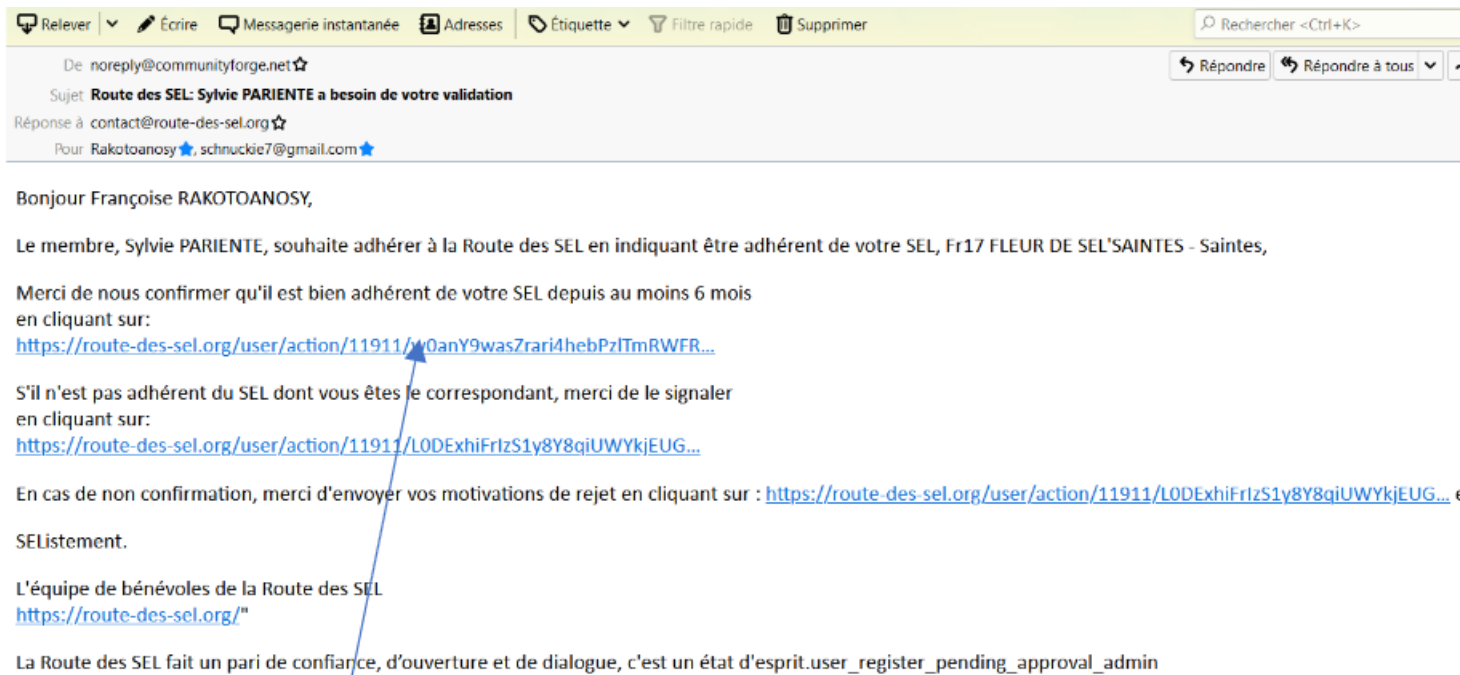 Relever Écrire Messagerie instantanée Adresses Étiquette Filtre rapide Supprimer Rechercher <Ctrl+K>
De noreply@communityforge.net Répondre Répondre à tous
Sujet Route des SEL: Sylvie PARIENTE a besoin de votre validation
Réponse à contact@route-des-sel.org
Pour Rakotoanosy, schnuckie7@gmail.com
Bonjour Françoise RAKOTOANOSY,
Le membre, Sylvie PARIENTE, souhaite adhérer à la Route des SEL en indiquant être adhérent de votre SEL, Fr17 FLEUR DE SEL'SAINTES - Saintes,
Merci de nous confirmer qu'il est bien adhérent de votre SEL depuis au moins 6 mois
en cliquant sur:
https://route-des-sel.org/user/action/11911/y0anY9wasZrari4hebPzlTmRWFR...
S'il n'est pas adhérent du SEL dont vous êtes le correspondant, merci de le signaler
en cliquant sur:
https://route-des-sel.org/user/action/11911/L0DExhiFrIzS1y8Y8qiUWYkjEUG...
En cas de non confirmation, merci d'envoyer vos motivations de rejet en cliquant sur : https://route-des-sel.org/user/action/11911/L0DExhiFrIzS1y8Y8qiUWYkjEUG...
SEListement.
L'équipe de bénévoles de la Route des SEL
https://route-des-sel.org/"
La Route des SEL fait un pari de confiance, d’ouverture et de dialogue, c'est un état d'esprit.user_register_pending_approval_admin